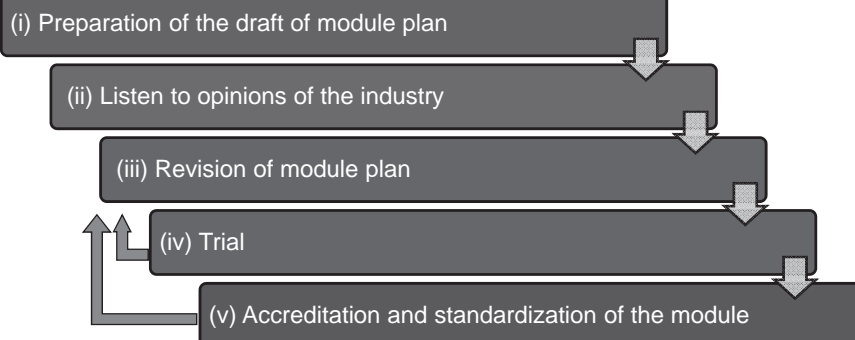 (i) Preparation of the draft of module plan
(ii) Listen to opinions of the industry
(iii) Revision of module plan
(iv) Trial
(v) Accreditation and standardization of the module